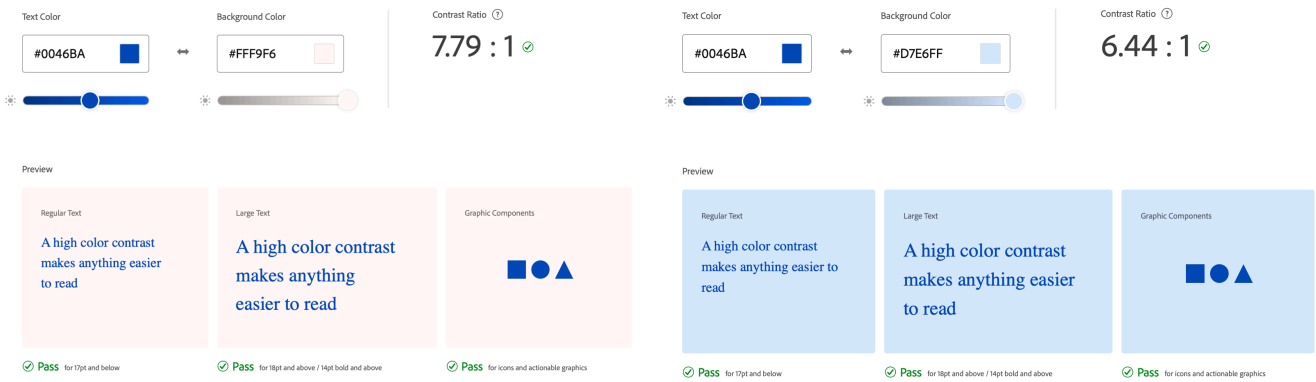 Text Color
Background Color
Contrast Ratio ?
#0046BA
#FFF9F6
7.79 : 1
Preview
Regular Text
A high color contrast
makes anything easier
to read
Large Text
A high color contrast
makes anything
easier to read
Graphic Components
Pass for 17pt and below
Pass for 18pt and above / 14pt bold and above
Pass for icons and actionable graphics
Text Color
Background Color
Contrast Ratio ?
#0046BA
#D7E6FF
6.44 : 1
Preview
Regular Text
A high color contrast
makes anything easier to
read
Large Text
A high color contrast
makes anything easier
to read
Graphic Components
Pass for 17pt and below
Pass for 18pt and above / 14pt bold and above
Pass for icons and actionable graphics